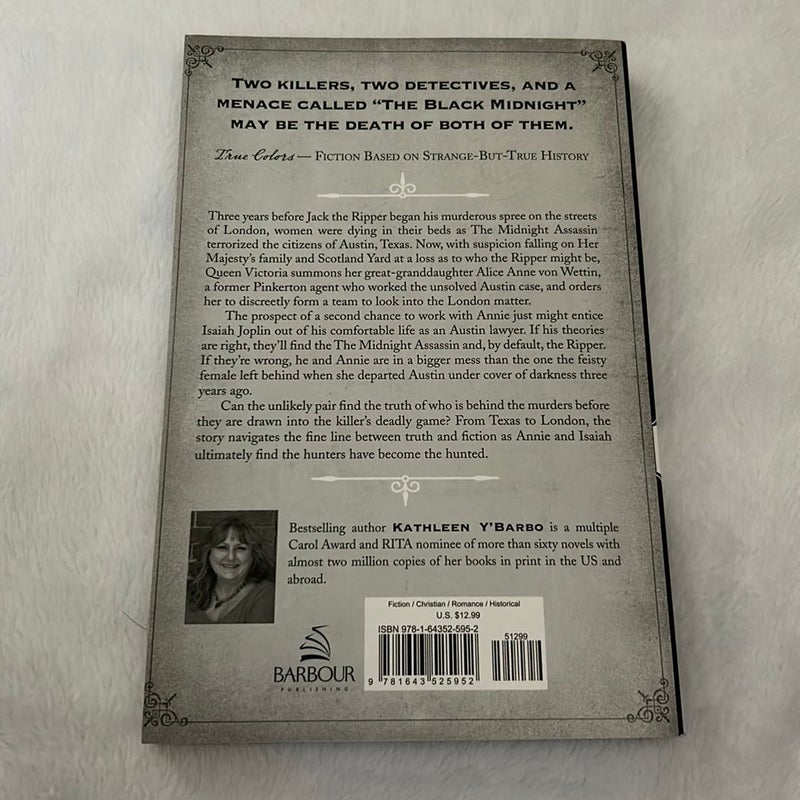 TWO KILLERS, TWO DETECTIVES, AND A
MENACE CALLED “THE BLACK MIDNIGHT”
MAY BE THE DEATH OF BOTH OF THEM.
True Colors — FICTION BASED ON STRANGE-BUT-TRUE HISTORY
Three years before Jack the Ripper began his murderous spree on the streets
of London, women were dying in their beds as The Midnight Assassin
terrorized the citizens of Austin, Texas. Now, with suspicion falling on Her
Majesty’s family and Scotland Yard at a loss as to who the Ripper might be,
Queen Victoria summons her great-granddaughter Alice Anne von Wettin,
a former Pinkerton agent who worked the unsolved Austin case, and orders
her to discreetly form a team to look into the London matter.
The prospect of a second chance to work with Annie just might entice
Isaiah Joplin out of his comfortable life as an Austin lawyer. If his theories
are right, they’ll find the The Midnight Assassin and, by default, the Ripper.
If they’re wrong, he and Annie are in a bigger mess than the one the feisty
female left behind when she departed Austin under cover of darkness three
years ago.
Can the unlikely pair find the truth of who is behind the murders before
they are drawn into the killer’s deadly game? From Texas to London, the
story navigates the fine line between truth and fiction as Annie and Isaiah
ultimately find the hunters have become the hunted.
Bestselling author KATHLEEN Y’BARBO is a multiple
Carol Award and RITA nominee of more than sixty novels with
almost two million copies of her books in print in the US and
abroad.
BARBOUR
PUBLISHING
Fiction / Christian / Romance / Historical
U.S. $12.99
ISBN 978-1-64352-595-2
51299
9 781643 525952